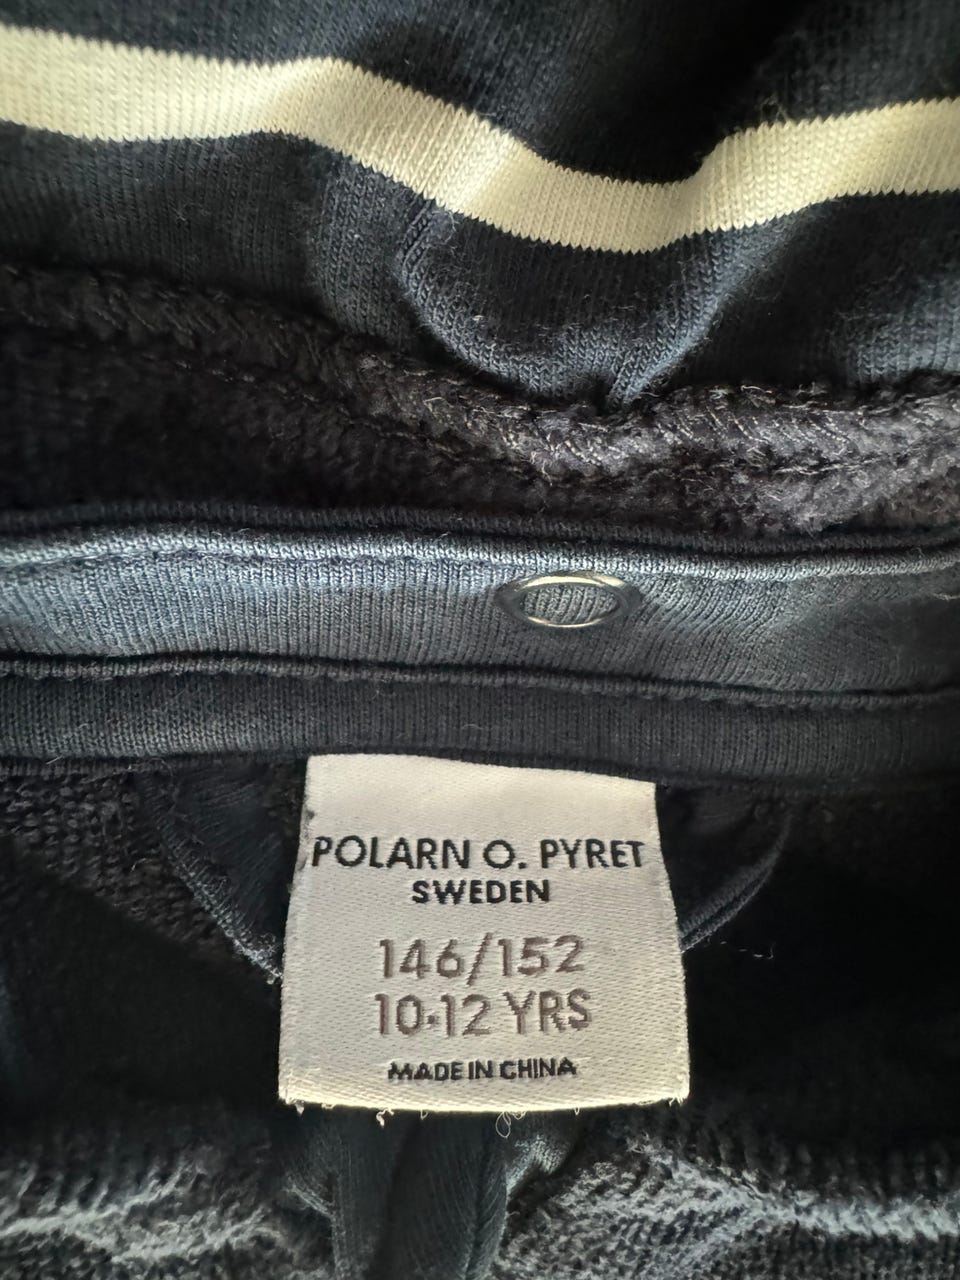 POLARN O. PYRET
SWEDEN
146/152
10-12 YRS
MADE IN CHINA